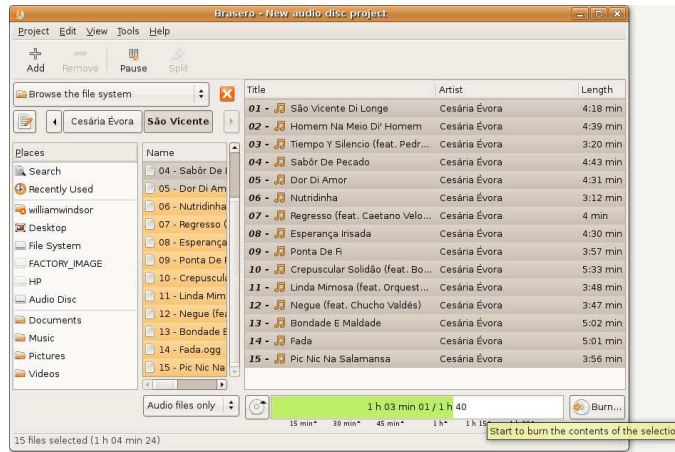 Brasero - New audio disc project
Project Edit View Tools Help
Add Remove Pause Split
Browse the file system
Cesária Évora São Vicente
Places Name
Search
Recently Used
williamwindsor
Desktop
File System
FACTORY_IMAGE
HP
Audio Disc
Documents
Music
Pictures
Videos
04 - Sabôr De
05 - Dor Di Am
06 - Nutridinha
07 - Regresso (
08 - Esperança
09 - Ponta De F
10 - Crepuscul
11 - Linda Mim
12 - Negue (fea
13 - Bondade E
14 - Fada.ogg
15 - Pic Nic Na
Title Artist Length
01 - São Vicente Di Longe Cesária Évora 4:18 min
02 - Homem Na Meio Di' Homem Cesária Évora 4:39 min
03 - Tiempo Y Silencio (feat. Pedr... Cesária Évora 3:20 min
04 - Sabôr De Pecado Cesária Évora 4:43 min
05 - Dor Di Amor Cesária Évora 4:31 min
06 - Nutridinha Cesária Évora 3:12 min
07 - Regresso (feat. Caetano Velo... Cesária Évora 4 min
08 - Esperança Irisada Cesária Évora 4:30 min
09 - Ponta De Fi Cesária Évora 3:57 min
10 - Crepuscular Solidão (feat. Bo... Cesária Évora 5:33 min
11 - Linda Mimosa (feat. Orquest... Cesária Évora 3:48 min
12 - Negue (feat. Chucho Valdés) Cesária Évora 3:47 min
13 - Bondade E Maldade Cesária Évora 5:02 min
14 - Fada Cesária Évora 5:01 min
15 - Pic Nic Na Salamansa Cesária Évora 3:56 min
Audio files only 1 h 03 min 01 / 1 h 40 Burn...
15 min 30 min 45 min 1 h 1 h 15
Start to burn the contents of the selectio
15 files selected (1 h 04 min 24)